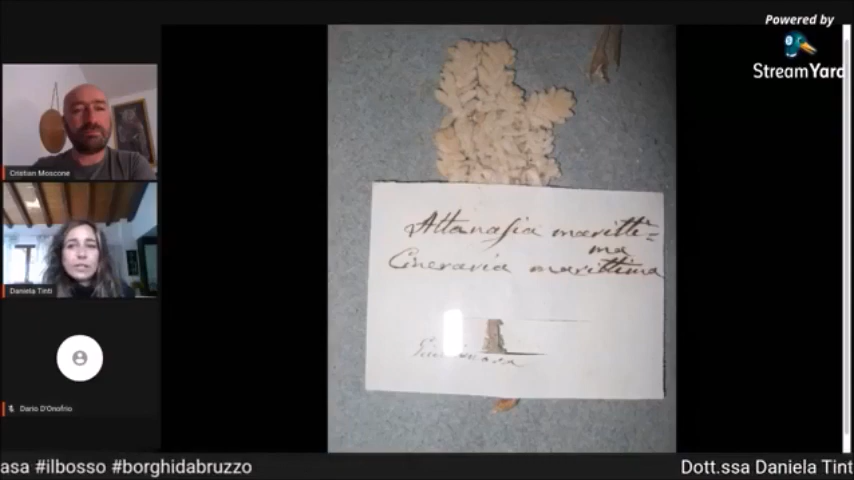 Powered by
StreamYard
Cristian Moscone
Attanasia maritti=
ma
Cineraria marittima
Daniela Tinti
Dario D'Onofrio
asa #ilbosso #borghidabruzzo
Dott.ssa Daniela Tint